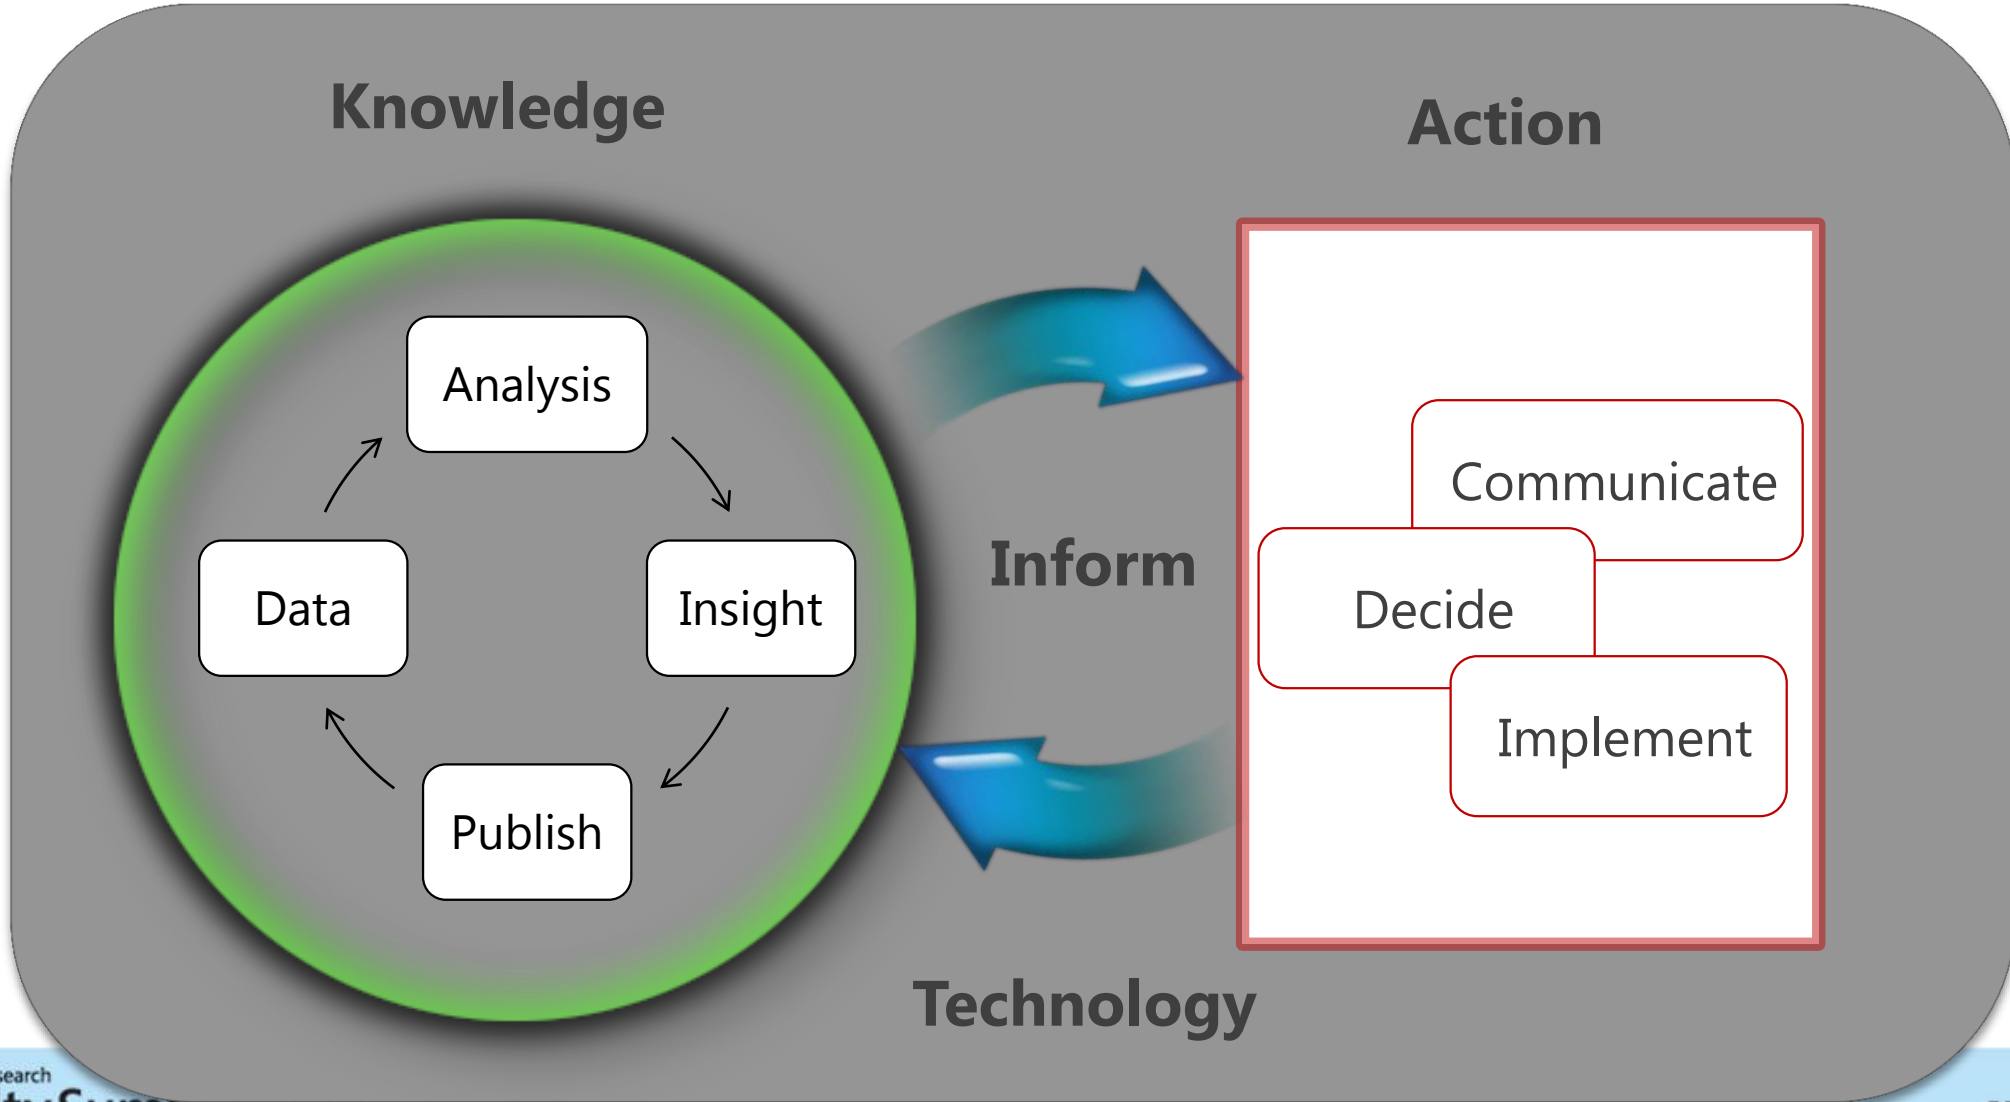 Knowledge
Action
Analysis
Data
Insight
Publish
Inform
Communicate
Decide
Implement
Technology